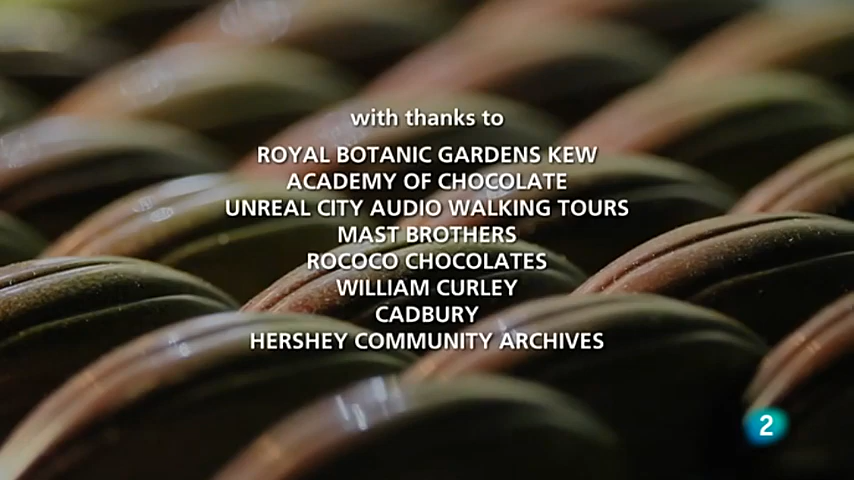 with thanks to
ROYAL BOTANIC GARDENS KEW
ACADEMY OF CHOCOLATE
UNREAL CITY AUDIO WALKING TOURS
MAST BROTHERS
ROCOCO CHOCOLATES
WILLIAM CURLEY
CADBURY
HERSHEY COMMUNITY ARCHIVES
2